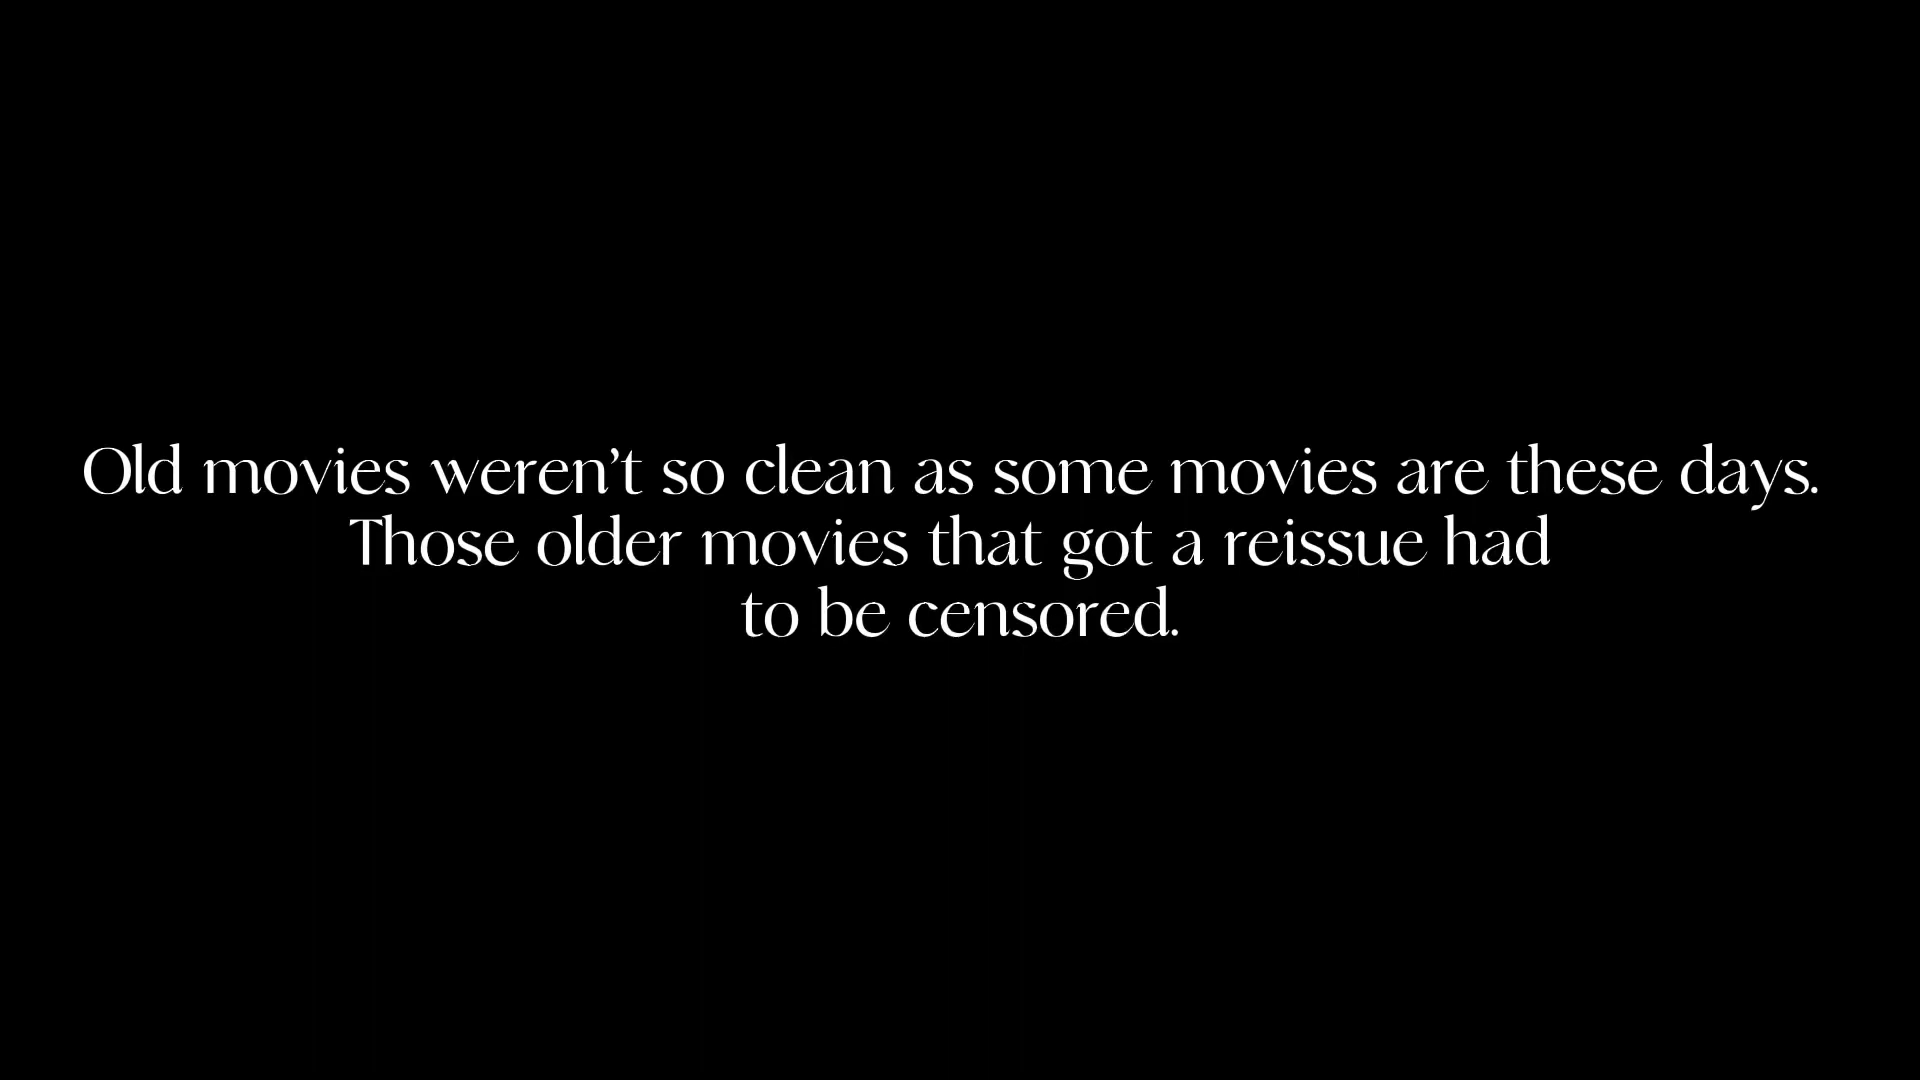 Old movies weren’t so clean as some movies are these days.
Those older movies that got a reissue had
to be censored.